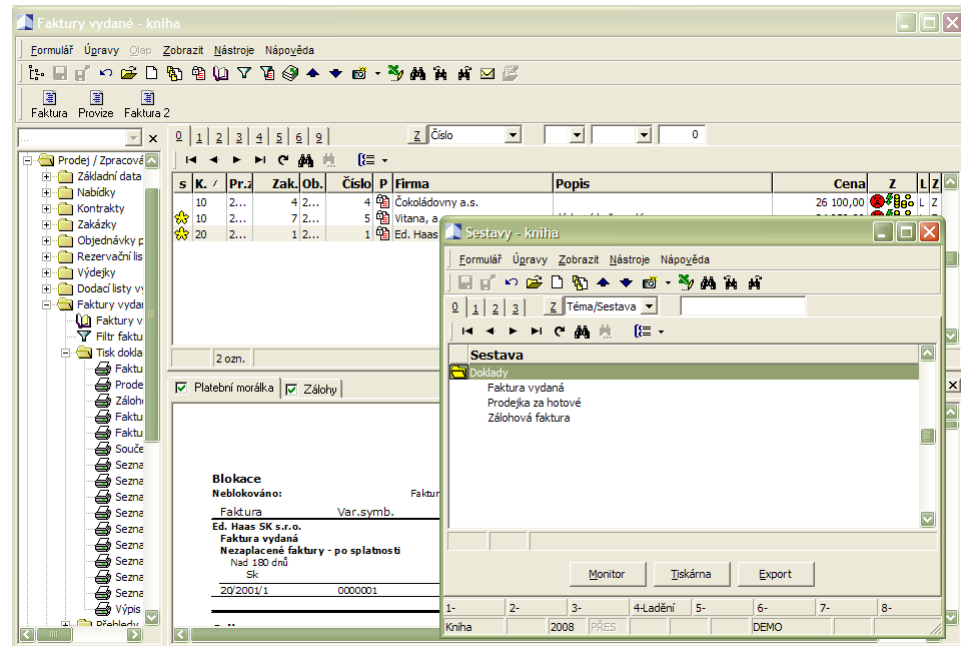 Faktury vydané - kniha
Formulář Úpravy Olap Zobrazit Nástroje Nápověda
Faktura Provize Faktura 2
...
0 1 2 3 4 5 6 9 Z Číslo 0
Prodej / Zpracová
Základní data
Nabídky
Kontrakty
Zakázky
Objednávky p
Rezervační lis
Výdejky
Dodací listy vy
Faktury vydan
Faktury v
Filtr faktu
Tisk dokla
Faktu
Prode
Záloh
Faktu
Faktu
Souče
Sezna
Sezna
Sezna
Sezna
Sezna
Sezna
Sezna
Sezna
Sezna
Výpis
Přehledy
s K. Pr.z Zak. Ob. Číslo P Firma Popis Cena Z L Z
10 2... 4 2... 4 Čokoládovny a.s. 26 100,00 L Z
10 2... 7 2... 5 Vitana, a L Z
20 2... 1 2... 1 Ed. Haas
2 ozn.
Platební morálka Zálohy
Blokace
Neblokováno: Faktur
Faktura Var.symb.
Ed. Haas SK s.r.o.
Faktura vydaná
Nezaplacené faktury - po splatnosti
Nad 180 dnů
Sk
20/2001/1 0000001
Sestavy - kniha
Formulář Úpravy Zobrazit Nástroje Nápověda
0 1 2 3 Z Téma/Sestava
Sestava
Doklady
Faktura vydaná
Prodejka za hotové
Zálohová faktura
Monitor Tiskárna Export
1- 2- 3- 4-Ladění 5- 6- 7- 8-
Kniha 2008 PŘES DEMO